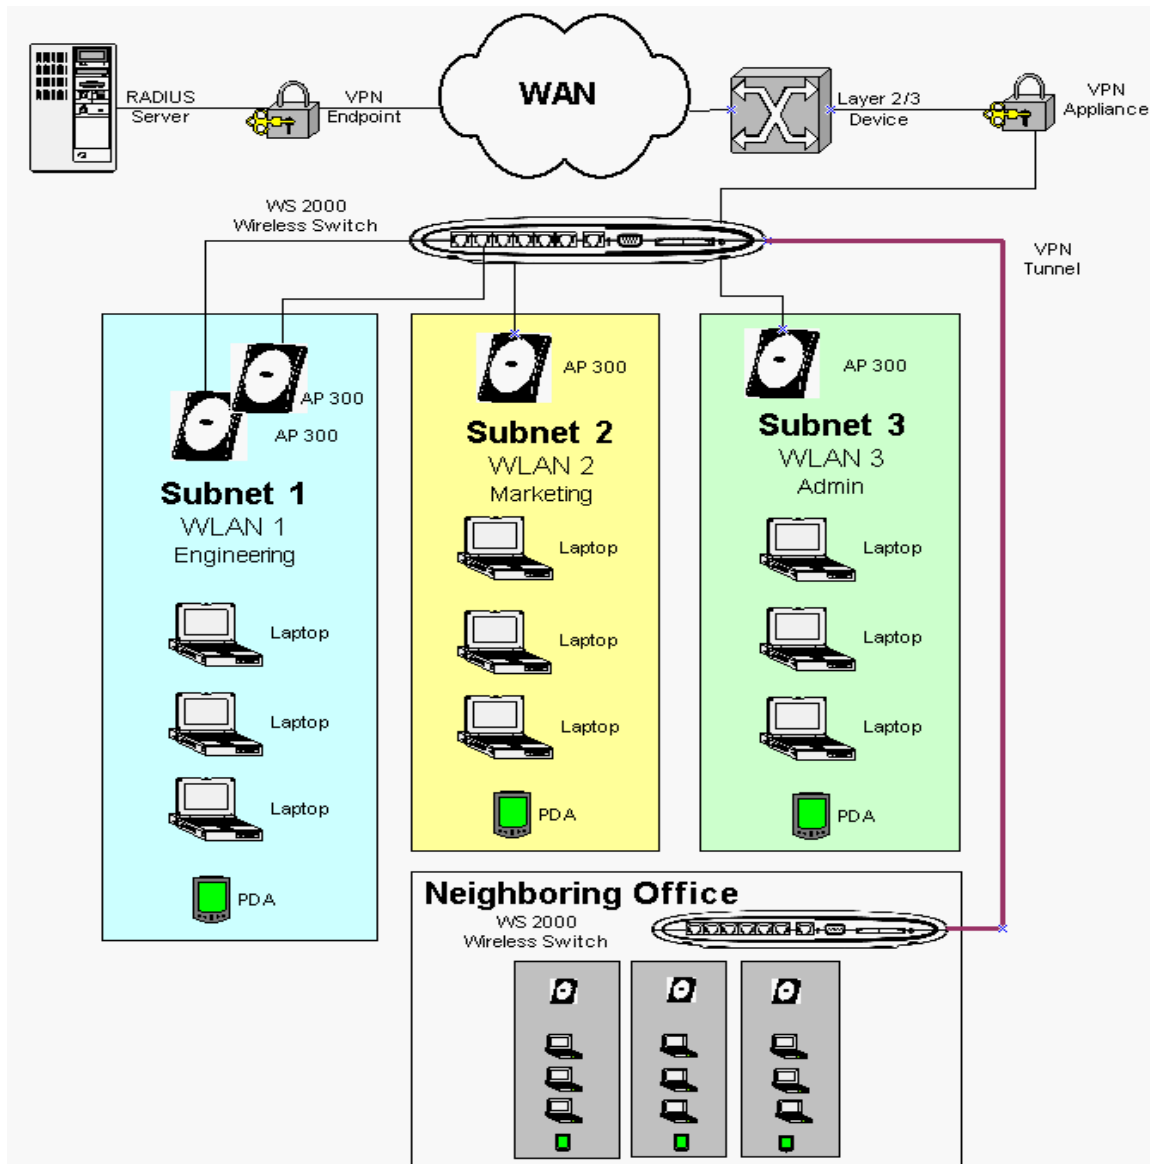 WAN
RADIUS
Server
VPN
Endpoint
Layer 2/3
Device
VPN
Appliance
WS 2000
Wireless Switch
VPN
Tunnel
AP 300
AP 300
Subnet 1
WLAN 1
Engineering
Laptop
Laptop
Laptop
PDA
AP 300
Subnet 2
WLAN 2
Marketing
Laptop
Laptop
Laptop
PDA
AP 300
Subnet 3
WLAN 3
Admin
Laptop
Laptop
Laptop
PDA
Neighboring Office
WS 2000
Wireless Switch